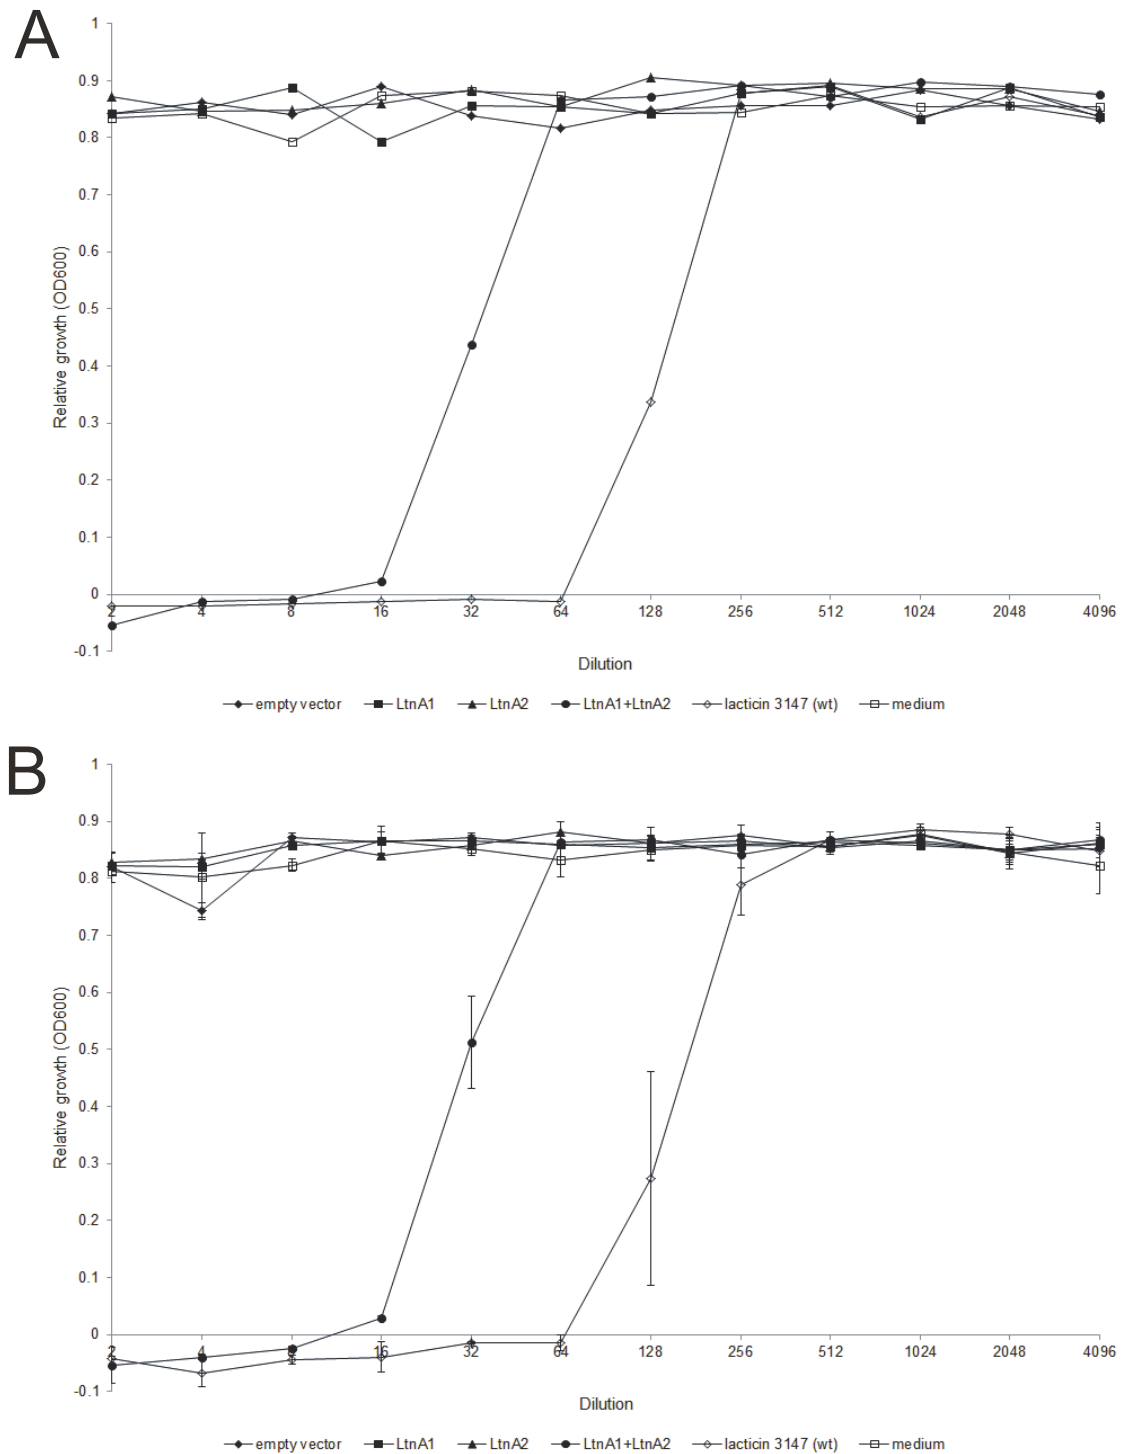 A
1
0.9
0.8
0.7
0.6
0.5
0.4
0.3
0.2
0.1
0
-0.1
Relative growth (OD600)
2 4 8 16 32 64 128 256 512 1024 2048 4096
Dilution
empty vector LtnA1 LtnA2 LtnA1+LtnA2 lacticin 3147 (wt) medium
B
1
0.9
0.8
0.7
0.6
0.5
0.4
0.3
0.2
0.1
0
-0.1
Relative growth (OD600)
2 4 8 16 32 64 128 256 512 1024 2048 4096
Dilution
empty vector LtnA1 LtnA2 LtnA1+LtnA2 lacticin 3147 (wt) medium